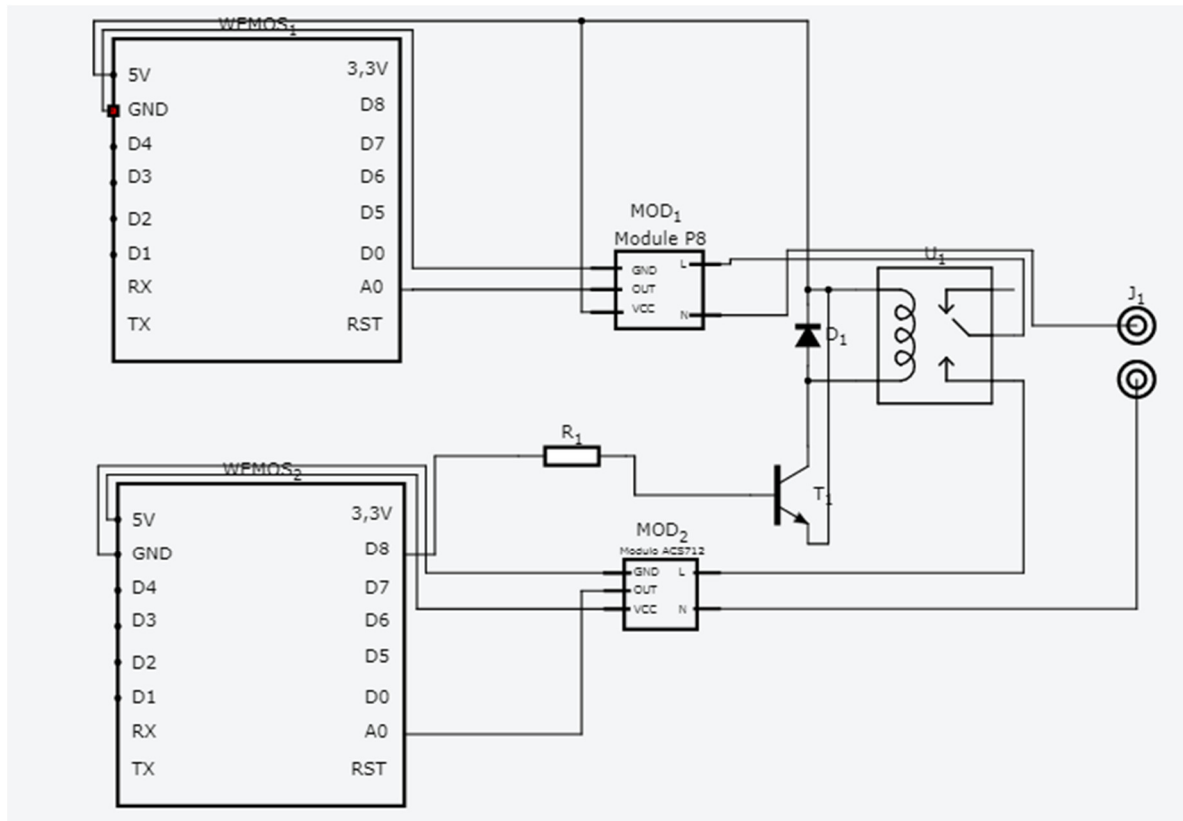 WEMOS1
5V
3,3V
GND
D8
D4
D7
D3
D6
D2
D5
D1
D0
RX
A0
TX
RST
MOD1
Module P8
GND
L
OUT
VCC
N
U1
J1
D1
R1
T1
WEMOS2
5V
3,3V
GND
D8
D4
D7
D3
D6
D2
D5
D1
D0
RX
A0
TX
RST
MOD2
Modulo ACS712
GND
L
OUT
VCC
N